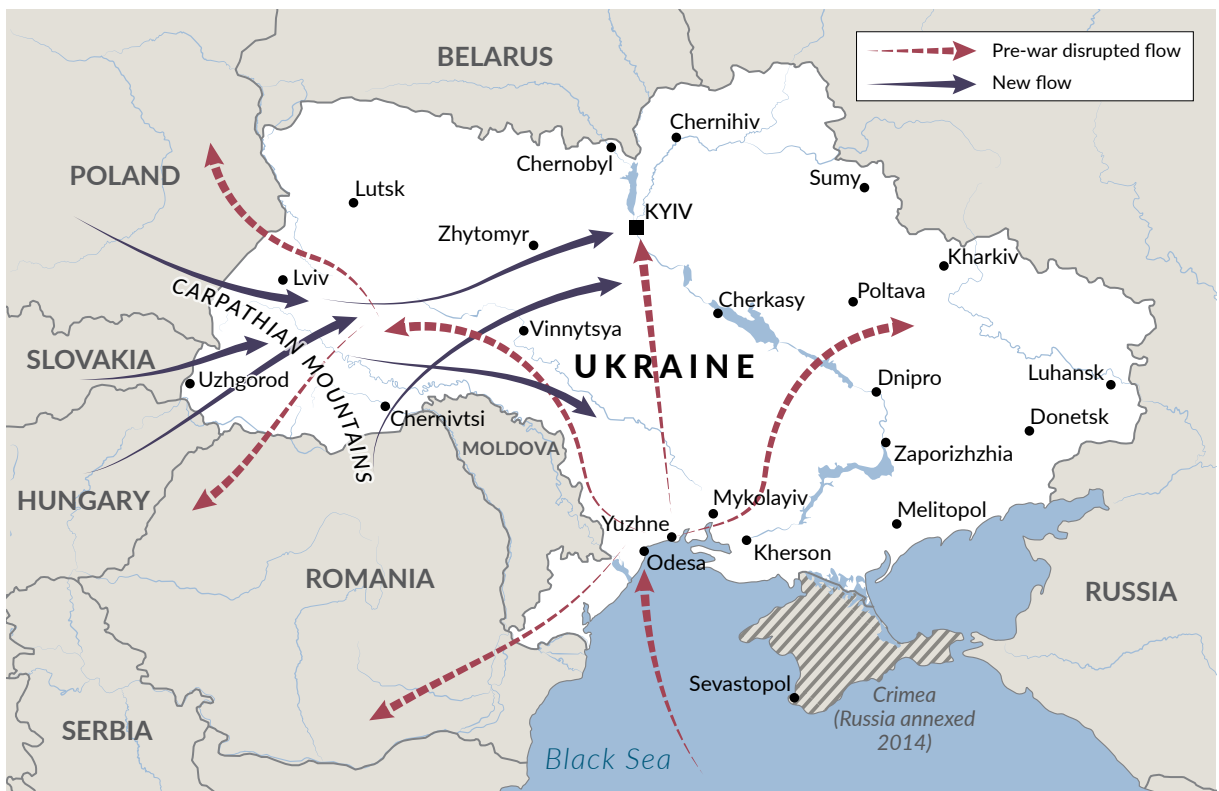 BELARUS
Pre-war disrupted flow
New flow
Chernihiv
Chernobyl
POLAND
Sumy
Lutsk
KYIV
Zhytomyr
Kharkiv
Lviv
CARPATHIAN MOUNTAINS
Poltava
Cherkasy
Vinnytsya
SLOVAKIA
UKRAINE
Uzhgorod
Dnipro
Luhansk
Chernivtsi
Donetsk
MOLDOVA
Zaporizhzhia
HUNGARY
Mykolayiv
Melitopol
Yuzhne
Kherson
Odesa
ROMANIA
RUSSIA
Sevastopol
Crimea
(Russia annexed
2014)
SERBIA
Black Sea